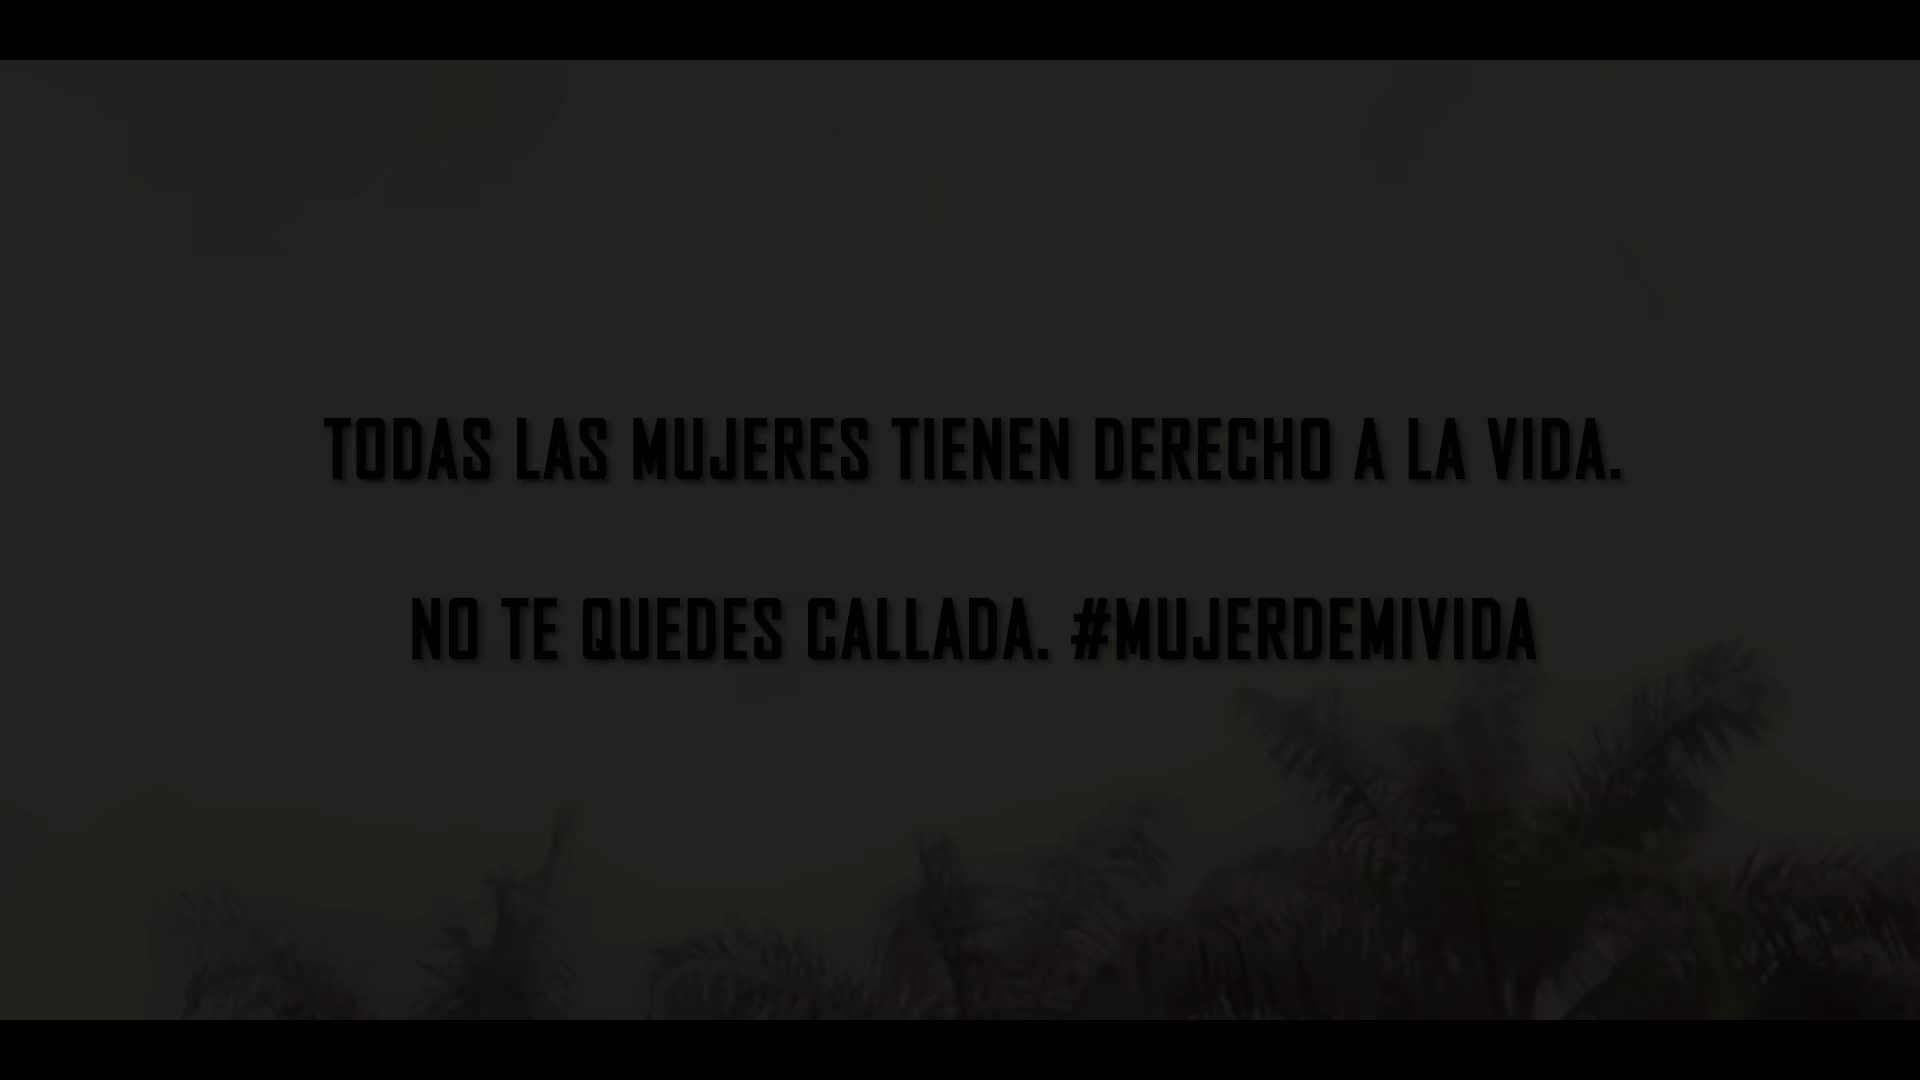 TODAS LAS MUJERES TIENEN DERECHO A LA VIDA.
NO TE QUEDES CALLADA. #MUJERDEMIVIDA